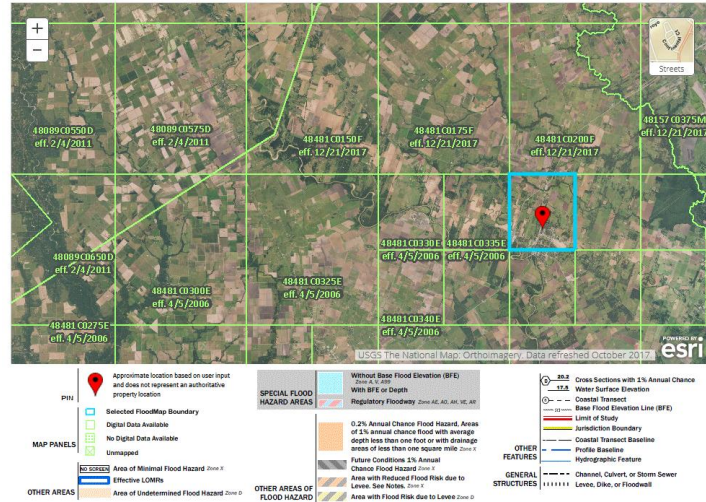 +
−
Streets
48089C0550D
eff. 2/4/2011
48089C0575D
eff. 2/4/2011
48481C0150F
eff. 12/21/2017
48481C0175F
eff. 12/21/2017
48481C0200F
eff. 12/21/2017
48157C0375M
eff. 12/21/2017
48089C0650D
eff. 2/4/2011
48481C0330E
eff. 4/5/2006
48481C0335E
eff. 4/5/2006
48481C0300E
eff. 4/5/2006
48481C0325E
eff. 4/5/2006
48481C0275E
eff. 4/5/2006
48481C0340E
eff. 4/5/2006
USGS The National Map: Orthoimagery. Data refreshed October 2017.
POWERED BY
esri
PIN
Approximate location based on user input
and does not represent an authoritative
property location
MAP PANELS
Selected FloodMap Boundary
Digital Data Available
No Digital Data Available
Unmapped
OTHER AREAS
NO SCREEN Area of Minimal Flood Hazard Zone X
Effective LOMRs
Area of Undetermined Flood Hazard Zone D
SPECIAL FLOOD
HAZARD AREAS
Without Base Flood Elevation (BFE)
Zone A, V, A99
With BFE or Depth
Regulatory Floodway Zone AE, AO, AH, VE, AR
OTHER AREAS OF
FLOOD HAZARD
0.2% Annual Chance Flood Hazard, Areas
of 1% annual chance flood with average
depth less than one foot or with drainage
areas of less than one square mile Zone X
Future Conditions 1% Annual
Chance Flood Hazard Zone X
Area with Reduced Flood Risk due to
Levee. See Notes. Zone X
Area with Flood Risk due to Levee Zone D
OTHER
FEATURES
B 20.2 Cross Sections with 1% Annual Chance
17.5 Water Surface Elevation
Coastal Transect
Base Flood Elevation Line (BFE)
Limit of Study
Jurisdiction Boundary
Coastal Transect Baseline
Profile Baseline
Hydrographic Feature
GENERAL
STRUCTURES
Channel, Culvert, or Storm Sewer
Levee, Dike, or Floodwall